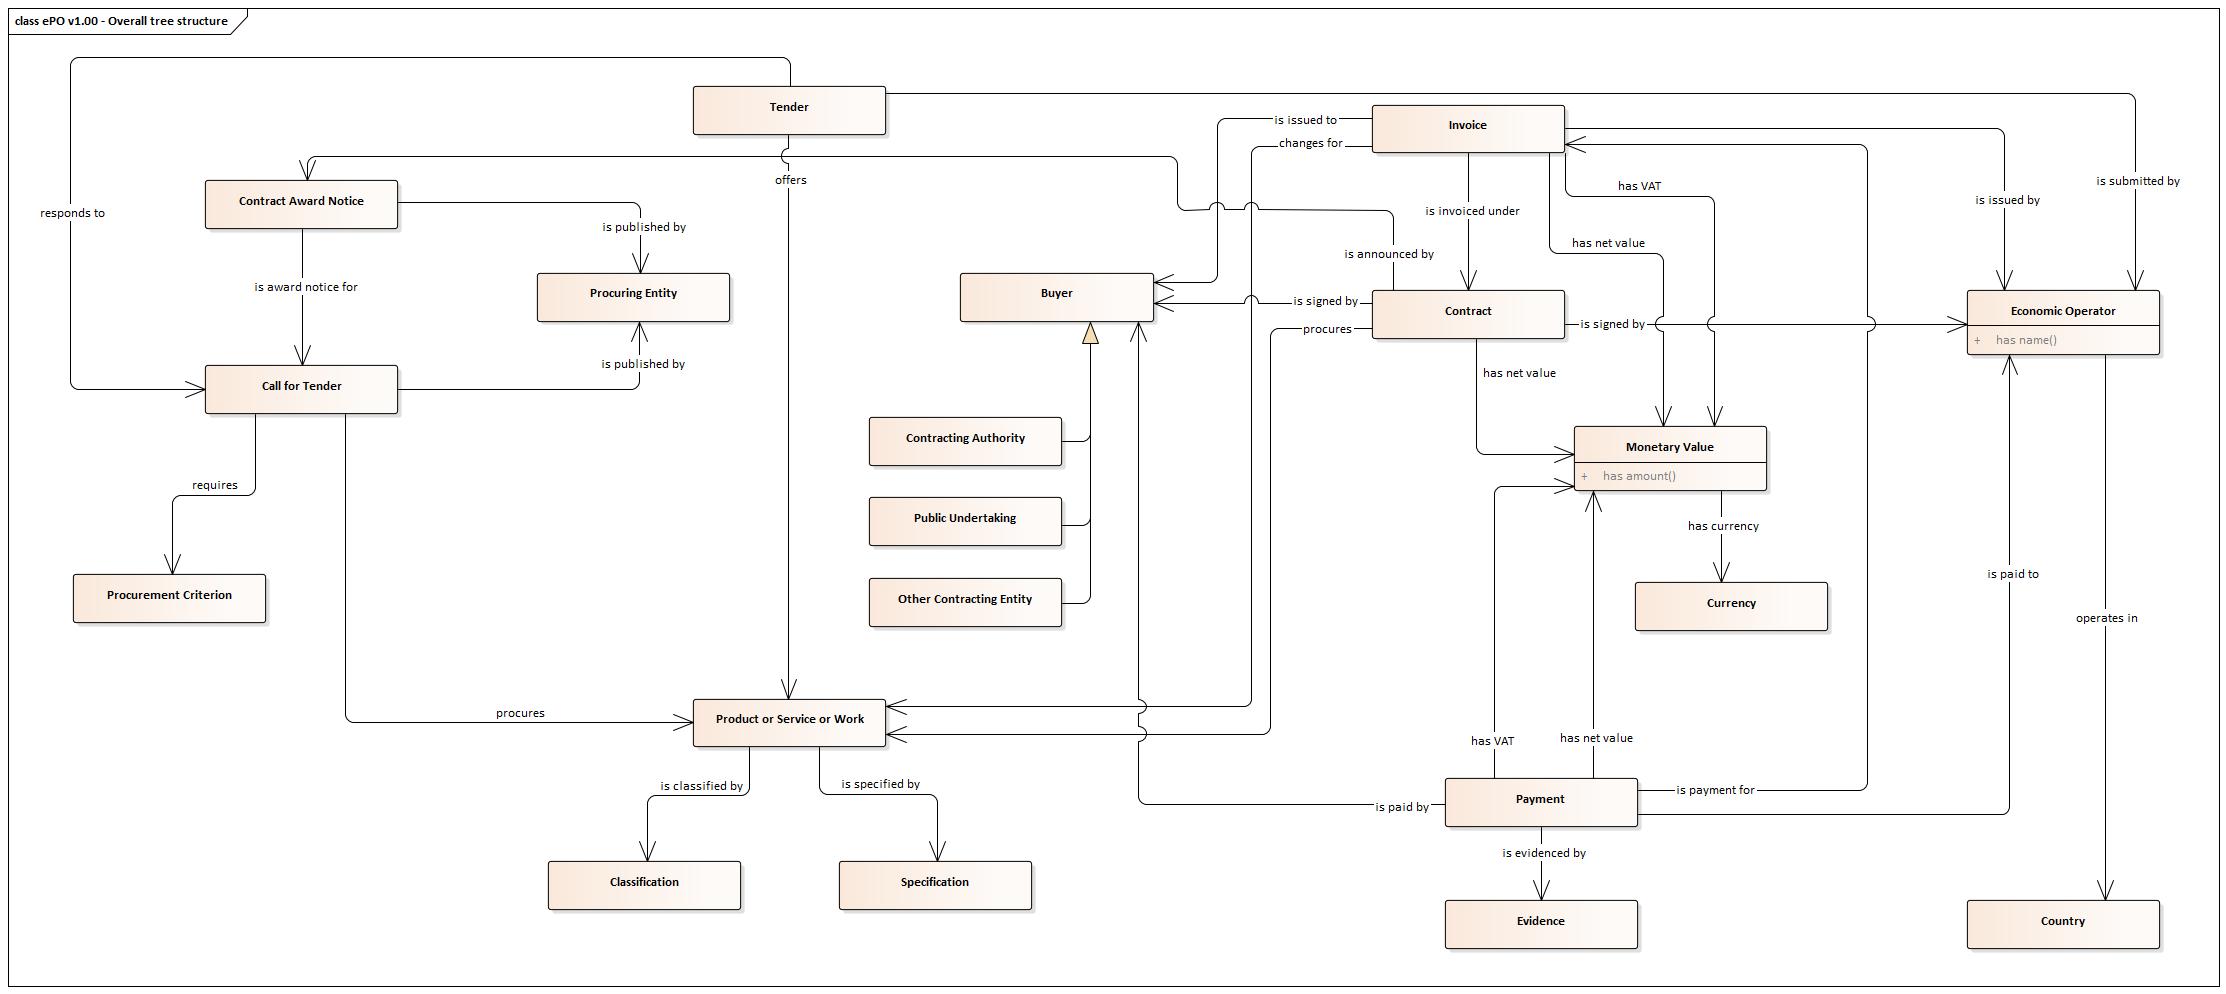 class ePO v1.00 - Overall tree structure
Tender
Invoice
is issued to
changes for
offers
is submitted by
has VAT
Contract Award Notice
is issued by
responds to
is invoiced under
is published by
has net value
is announced by
is award notice for
Procuring Entity
Buyer
is signed by
Contract
Economic Operator
procures
is signed by
+ has name()
is published by
has net value
Call for Tender
Contracting Authority
Monetary Value
+ has amount()
requires
Public Undertaking
has currency
is paid to
Procurement Criterion
Other Contracting Entity
Currency
operates in
procures
Product or Service or Work
has VAT
has net value
is classified by
is specified by
is payment for
Payment
is paid by
is evidenced by
Classification
Specification
Evidence
Country